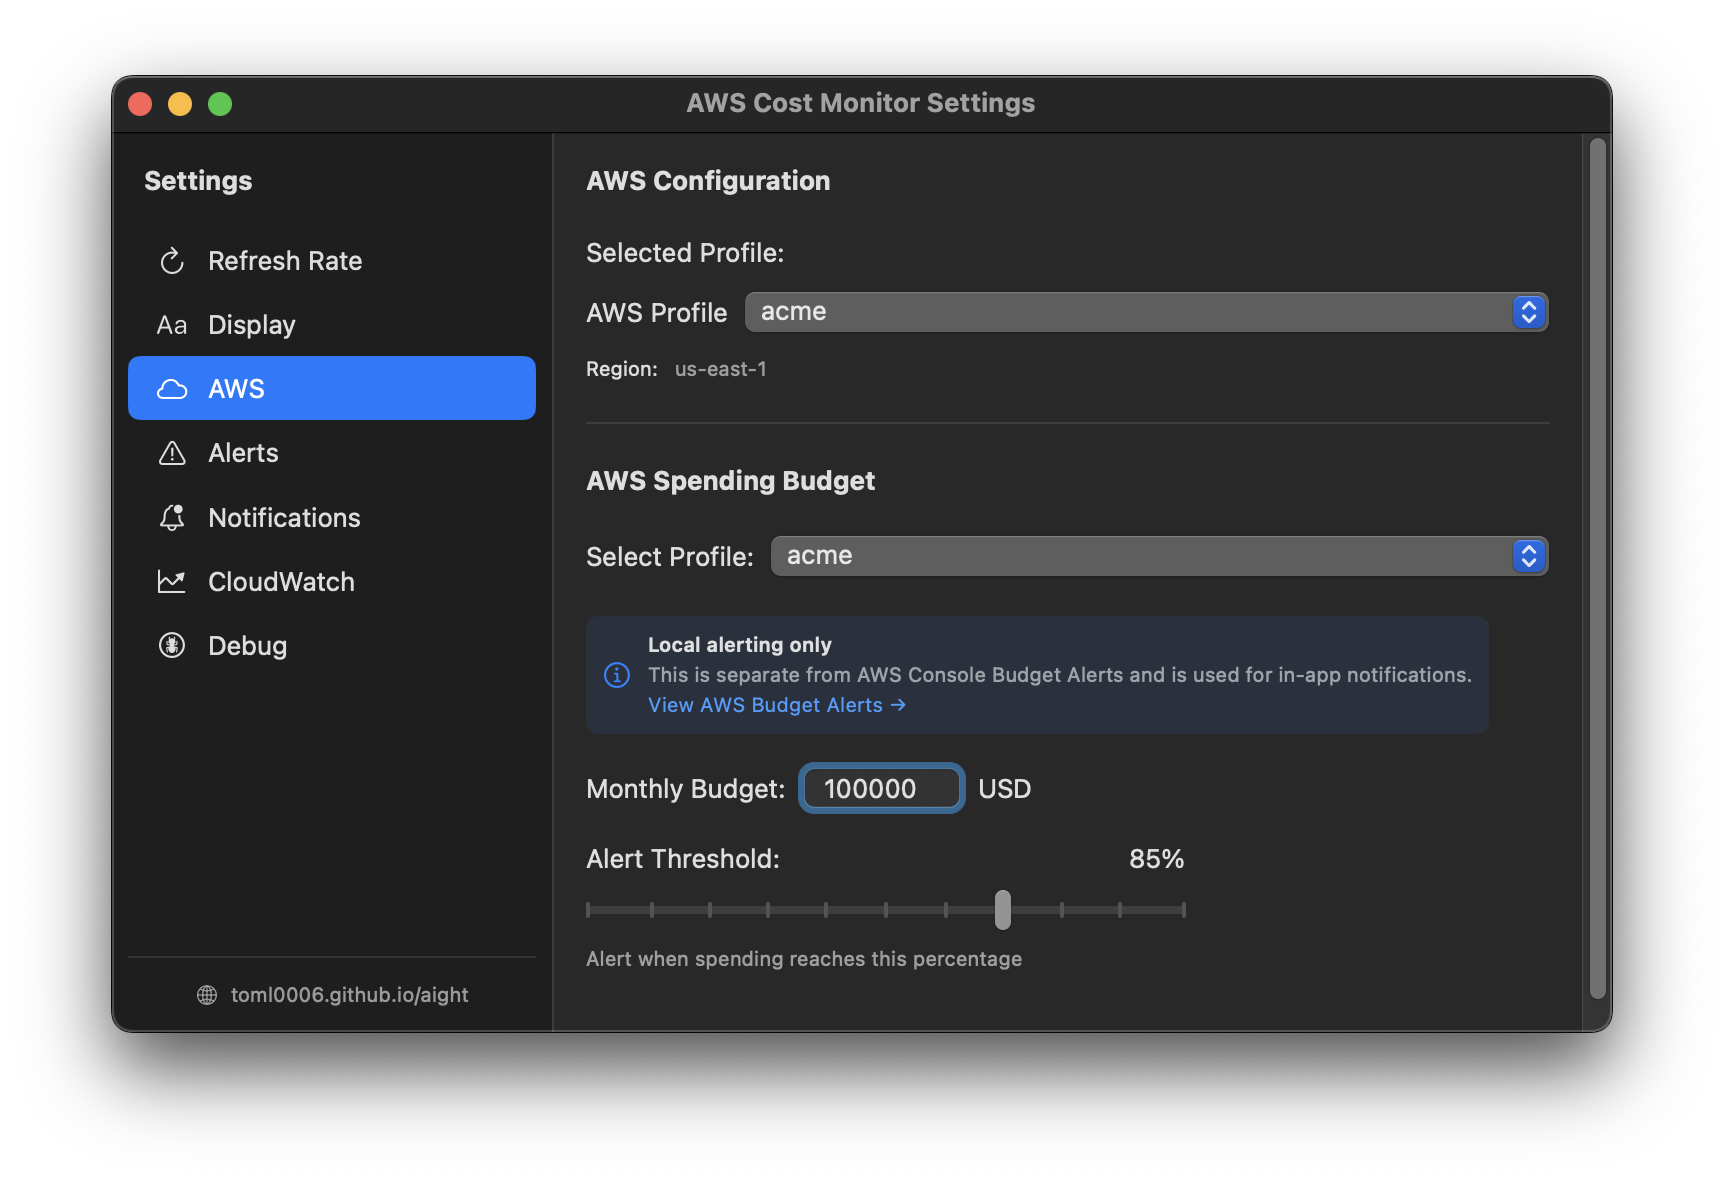 AWS Cost Monitor Settings
Settings
Refresh Rate
Aa Display
AWS
Alerts
Notifications
CloudWatch
Debug
toml0006.github.io/aight
AWS Configuration
Selected Profile:
AWS Profile acme
Region: us-east-1
AWS Spending Budget
Select Profile: acme
Local alerting only
This is separate from AWS Console Budget Alerts and is used for in-app notifications.
View AWS Budget Alerts →
Monthly Budget: 100000 USD
Alert Threshold: 85%
Alert when spending reaches this percentage